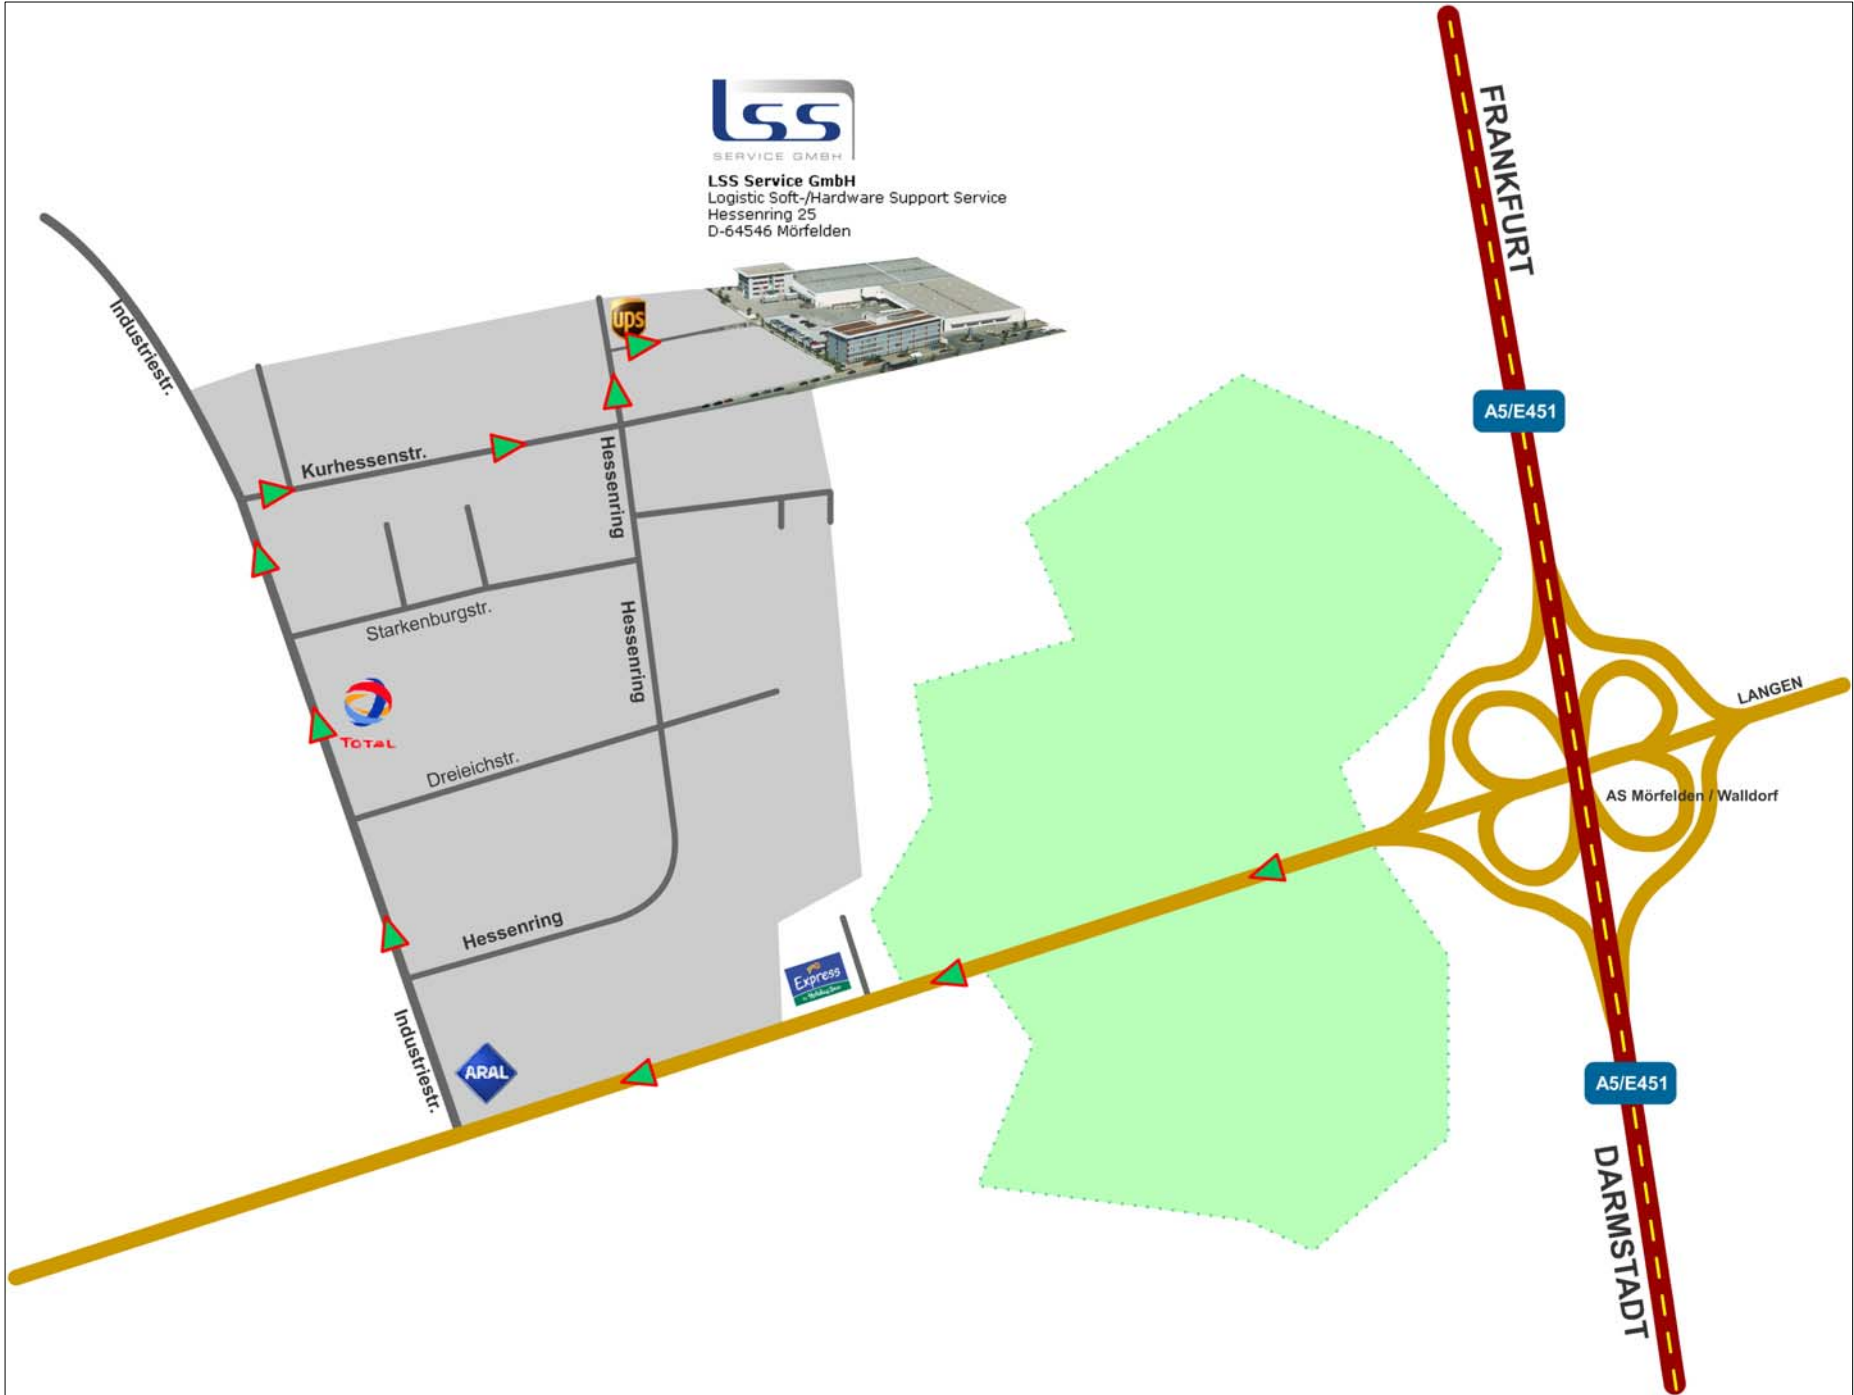 lss
SERVICE GMBH
LSS Service GmbH
Logistic Soft-/Hardware Support Service
Hessenring 25
D-64546 Mörfelden
FRANKFURT
Industriestr.
ups
A5/E451
Kurhessenstr.
Hessenring
Starkenburgstr.
Hessenring
TOTAL
LANGEN
Dreieichstr.
AS Mörfelden / Walldorf
Hessenring
Express
Industriestr.
ARAL
A5/E451
DARMSTADT